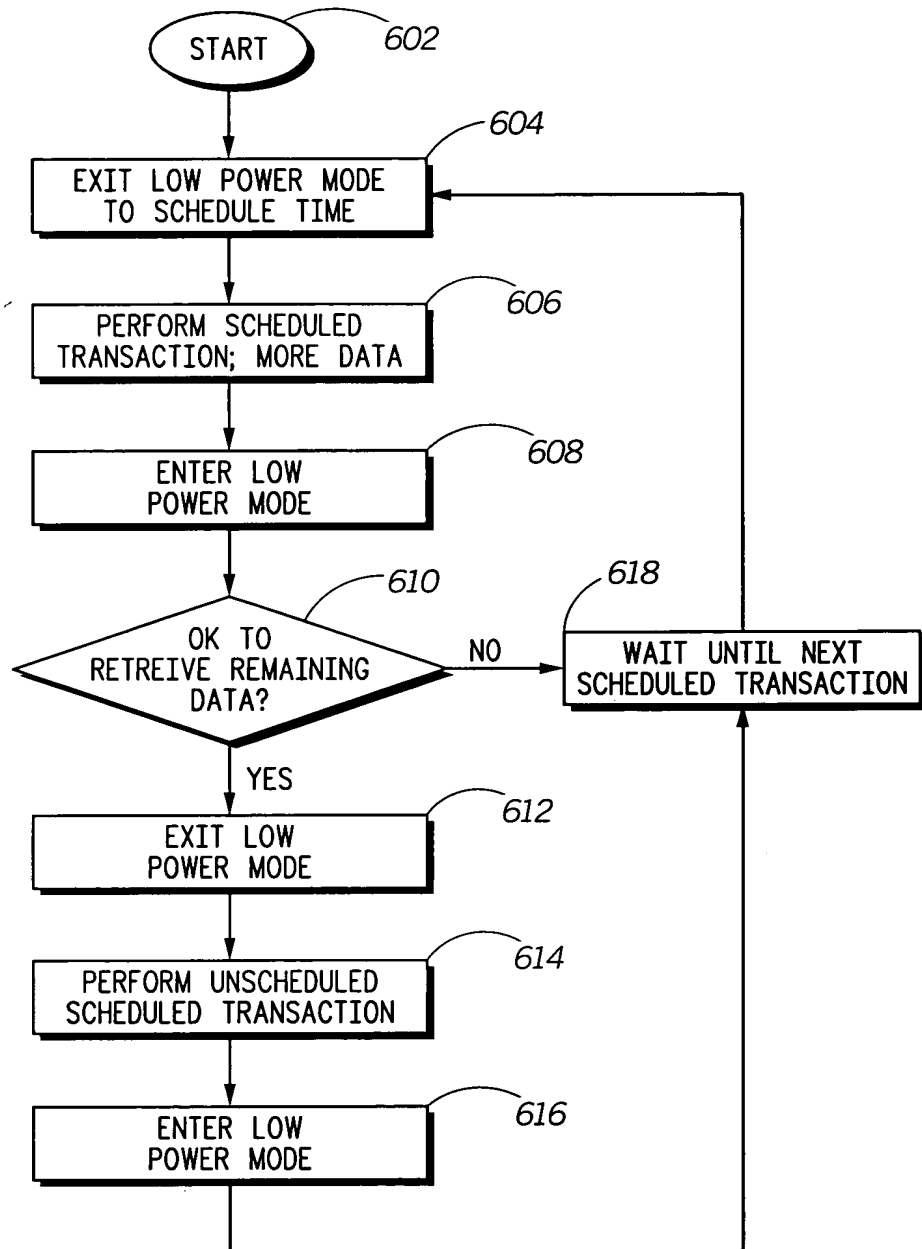 START
602
604
EXIT LOW POWER MODE
TO SCHEDULE TIME
606
PERFORM SCHEDULED
TRANSACTION; MORE DATA
608
ENTER LOW
POWER MODE
610
OK TO
RETREIVE REMAINING
DATA?
NO
618
WAIT UNTIL NEXT
SCHEDULED TRANSACTION
YES
612
EXIT LOW
POWER MODE
614
PERFORM UNSCHEDULED
SCHEDULED TRANSACTION
616
ENTER LOW
POWER MODE